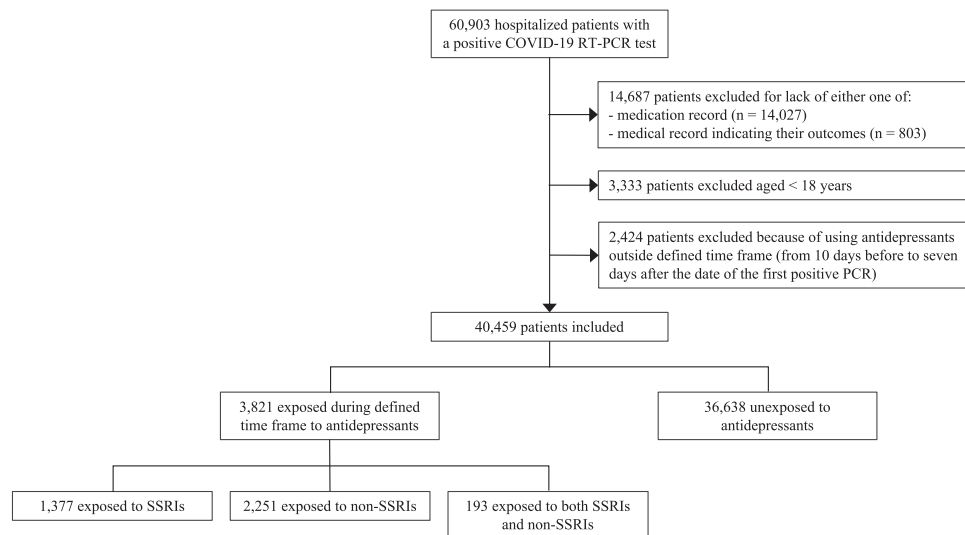 60,903 hospitalized patients with
a positive COVID-19 RT-PCR test
14,687 patients excluded for lack of either one of:
- medication record (n = 14,027)
- medical record indicating their outcomes (n = 803)
3,333 patients excluded aged < 18 years
2,424 patients excluded because of using antidepressants
outside defined time frame (from 10 days before to seven
days after the date of the first positive PCR)
40,459 patients included
3,821 exposed during defined
time frame to antidepressants
36,638 unexposed to
antidepressants
1,377 exposed to SSRIs
2,251 exposed to non-SSRIs
193 exposed to both SSRIs
and non-SSRIs